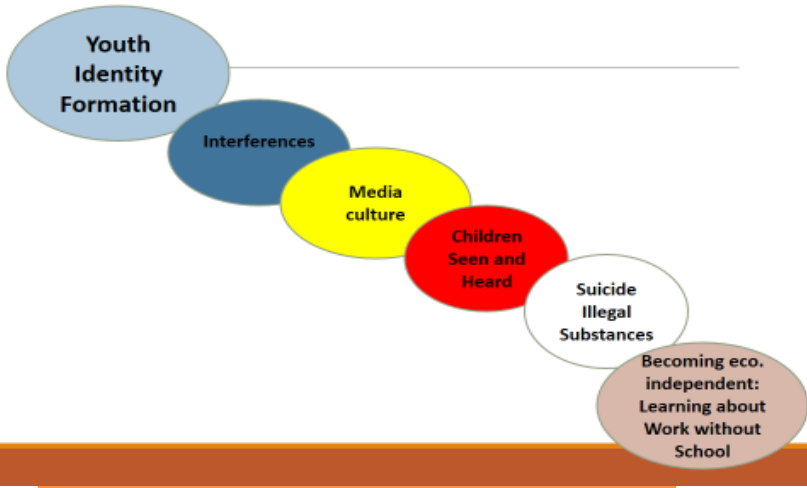 Youth
Identity
Formation
Interferences
Media
culture
Children
Seen and
Heard
Suicide
Illegal
Substances
Becoming eco.
independent:
Learning about
Work without
School